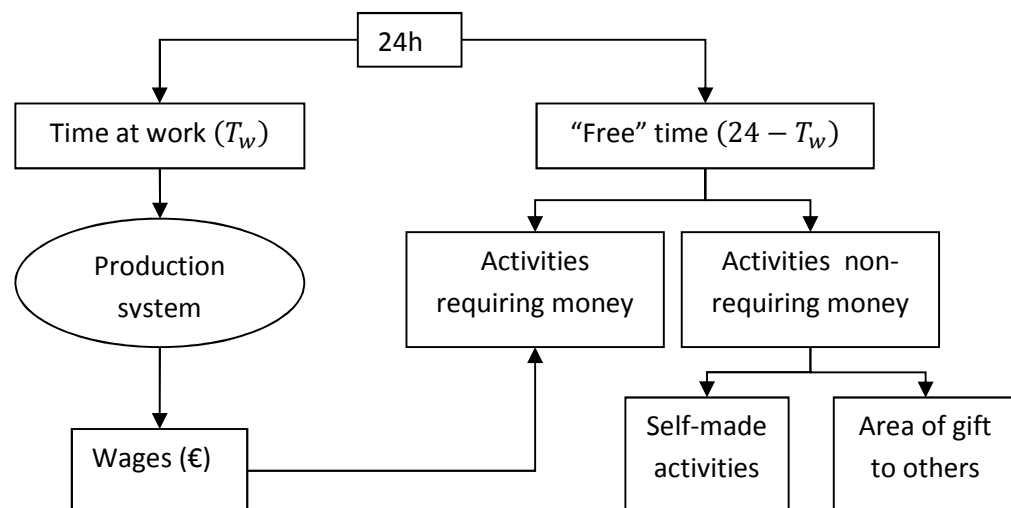 24h
Time at work (T_w)
“Free” time (24 − T_w)
Production
system
Activities
requiring money
Activities non-
requiring money
Wages (€)
Self-made
activities
Area of gift
to others